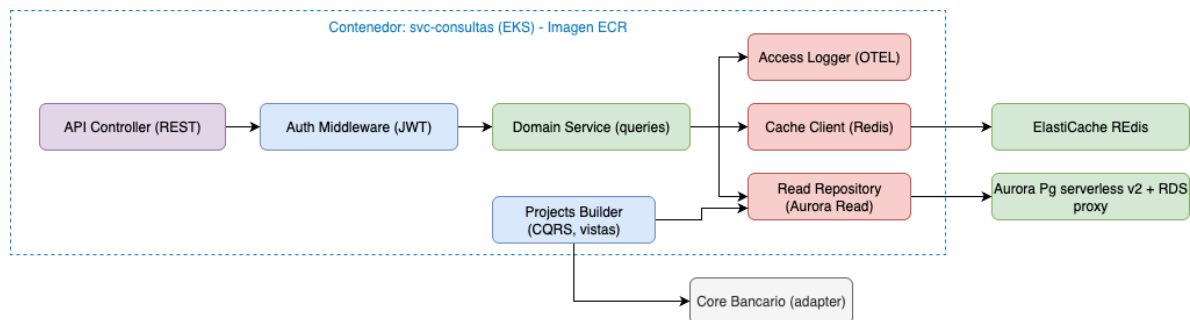 Contenedor: svc-consultas (EKS) - Imagen ECR
Access Logger (OTEL)
API Controller (REST)
Auth Middleware (JWT)
Domain Service (queries)
Cache Client (Redis)
ElastiCache REdis
Read Repository
(Aurora Read)
Aurora Pg serverless v2 + RDS
proxy
Projects Builder
(CQRS, vistas)
Core Bancario (adapter)